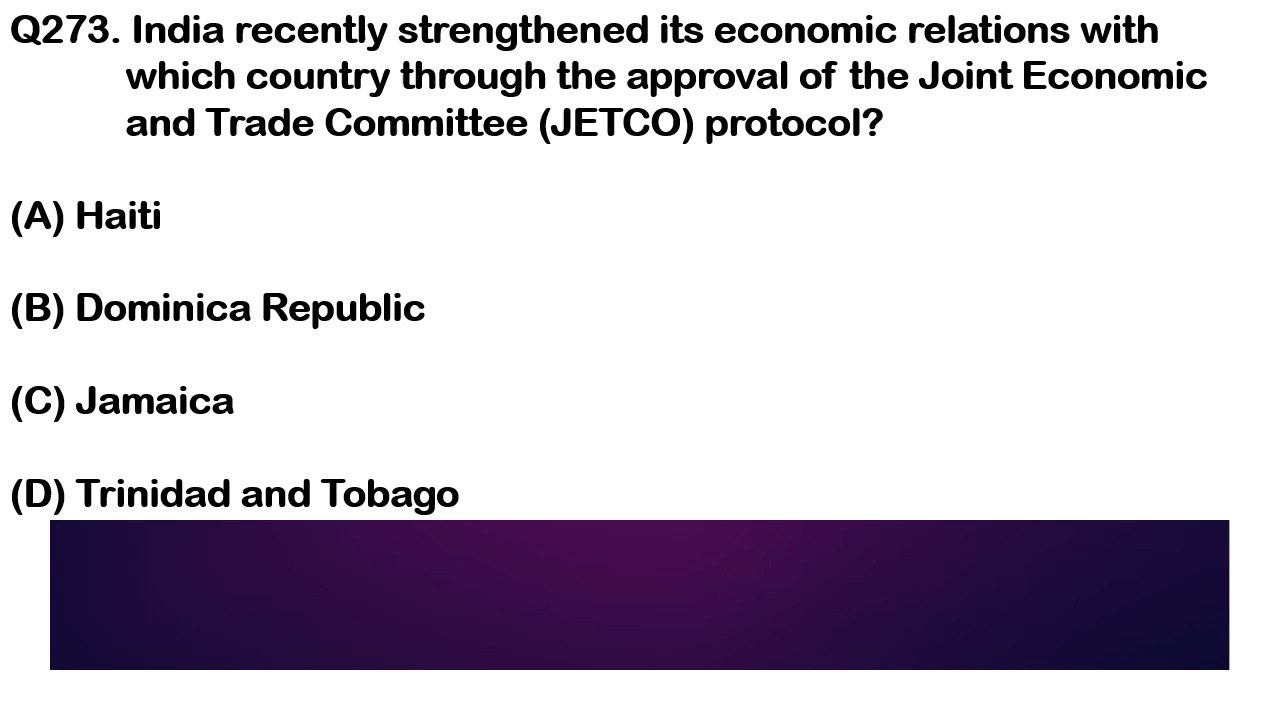 Q273. India recently strengthened its economic relations with
which country through the approval of the Joint Economic
and Trade Committee (JETCO) protocol?
(A) Haiti
(B) Dominica Republic
(C) Jamaica
(D) Trinidad and Tobago